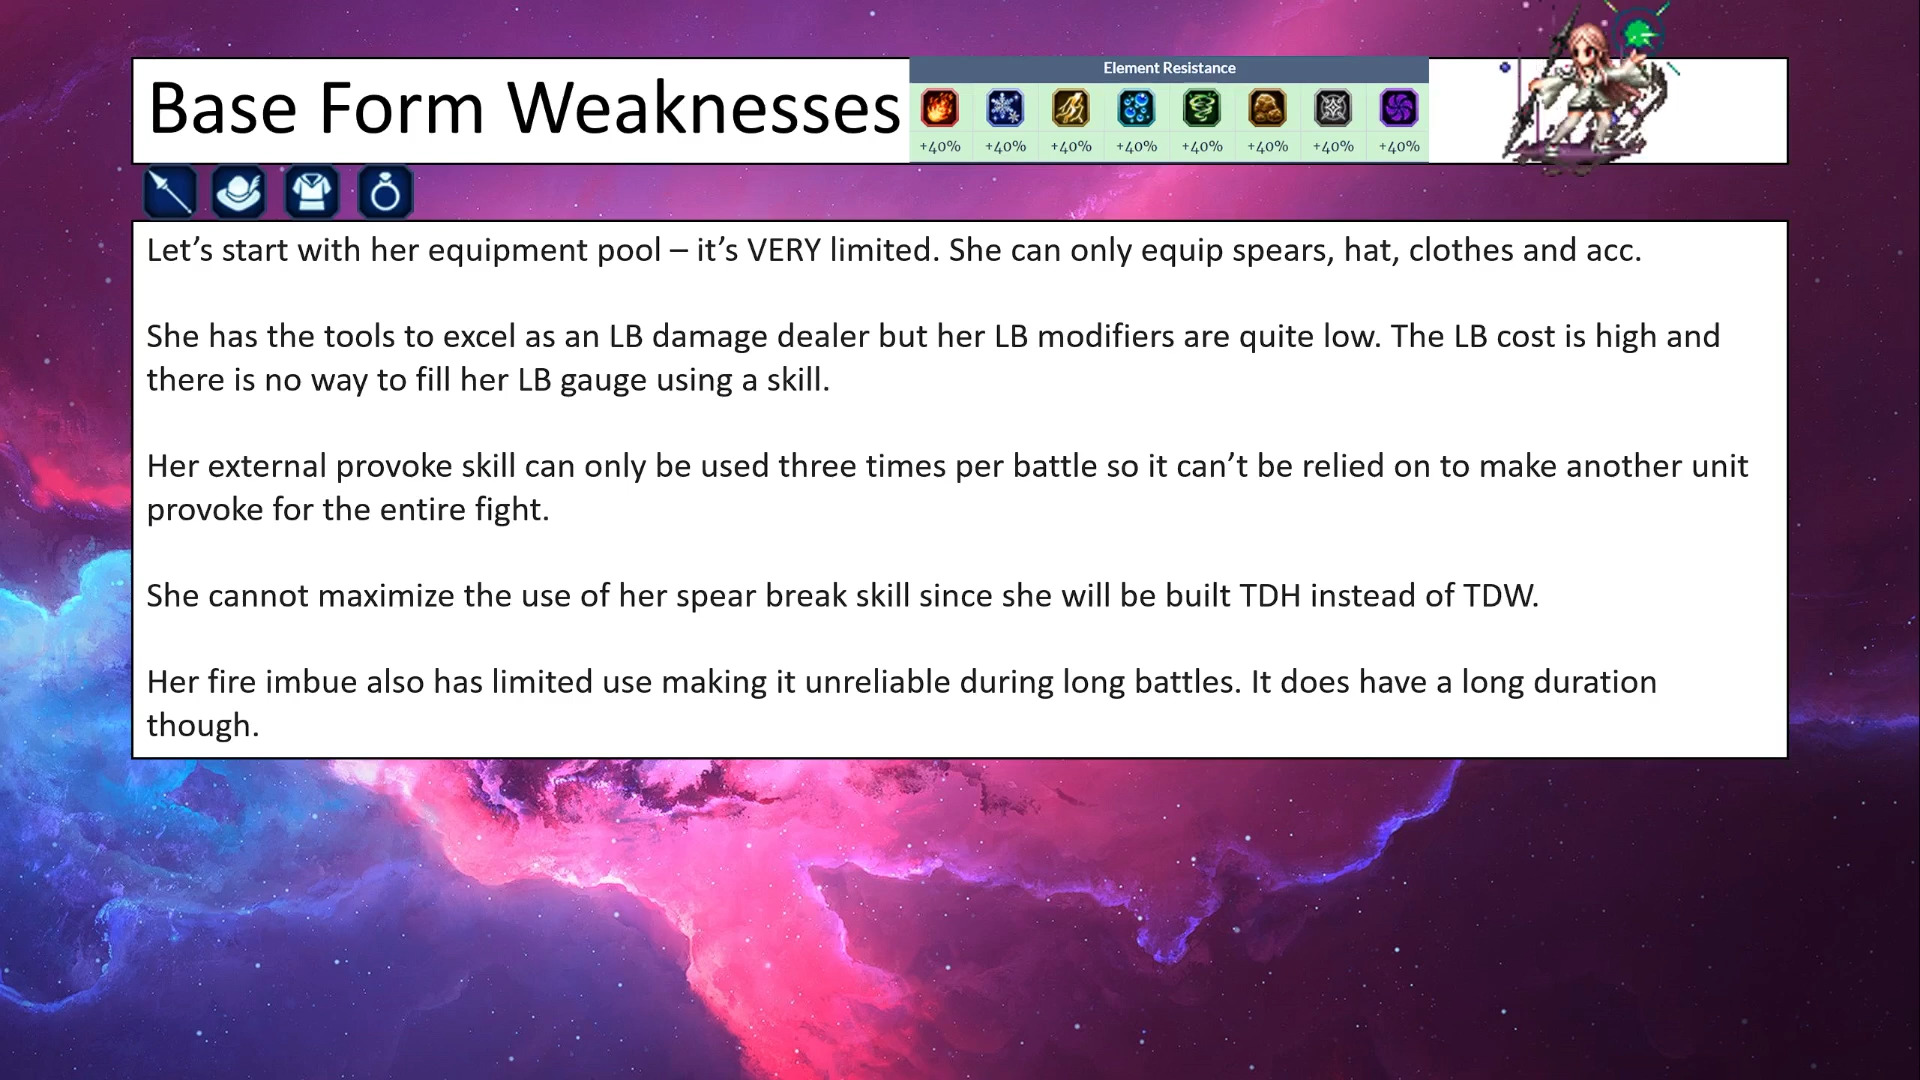 Base Form Weaknesses
Element Resistance
+40% +40% +40% +40% +40% +40% +40% +40%
Let’s start with her equipment pool – it’s VERY limited. She can only equip spears, hat, clothes and acc.
She has the tools to excel as an LB damage dealer but her LB modifiers are quite low. The LB cost is high and
there is no way to fill her LB gauge using a skill.
Her external provoke skill can only be used three times per battle so it can’t be relied on to make another unit
provoke for the entire fight.
She cannot maximize the use of her spear break skill since she will be built TDH instead of TDW.
Her fire imbue also has limited use making it unreliable during long battles. It does have a long duration
though.